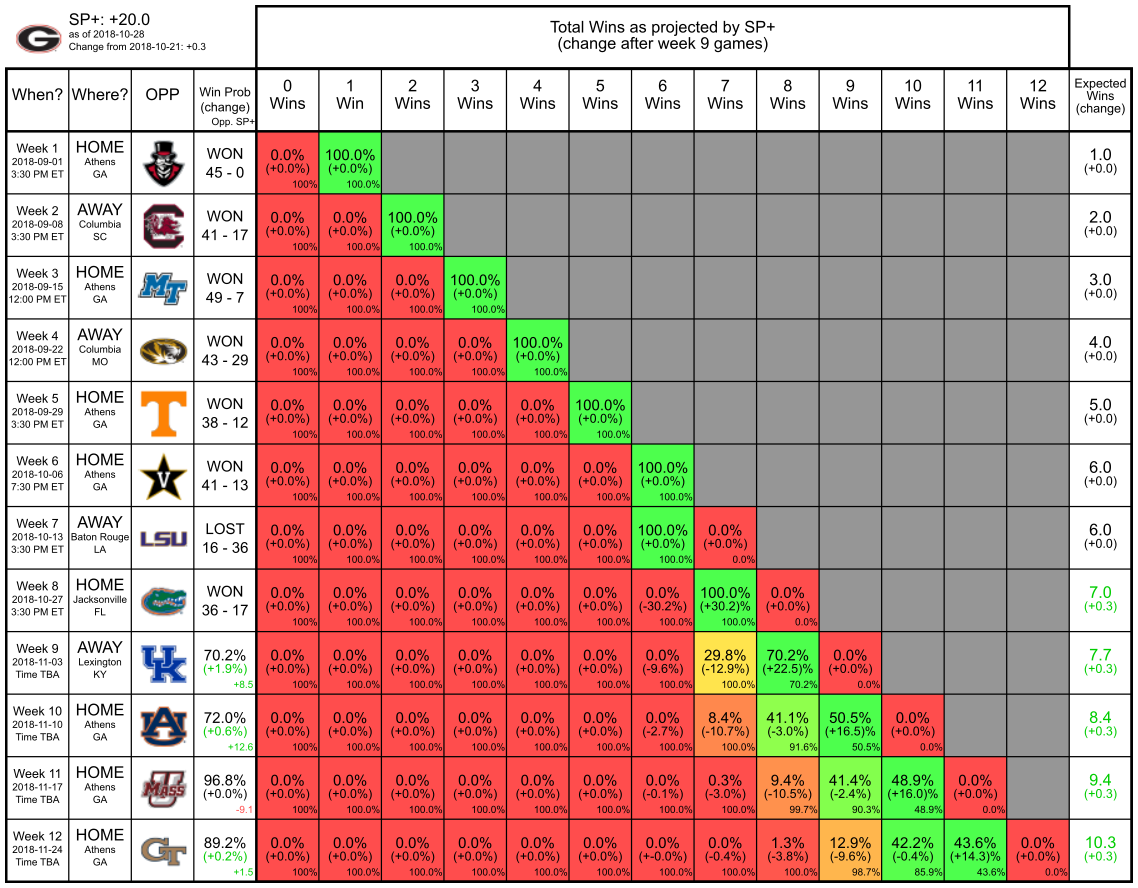 G SP+: +20.0
as of 2018-10-28
Change from 2018-10-21: +0.3
Total Wins as projected by SP+
(change after week 9 games)
When? Where? OPP Win Prob (change) Opp. SP+ 0 Wins 1 Win 2 Wins 3 Wins 4 Wins 5 Wins 6 Wins 7 Wins 8 Wins 9 Wins 10 Wins 11 Wins 12 Wins Expected Wins (change)
Week 1 HOME WON 0.0% 100.0% 1.0
2018-09-01 Athens 45 - 0 (+0.0%) (+0.0%) (+0.0)
3:30 PM ET GA 100% 100.0%
Week 2 AWAY C WON 0.0% 0.0% 100.0% 2.0
2018-09-08 Columbia 41 - 17 (+0.0%) (+0.0%) (+0.0%) (+0.0)
3:30 PM ET SC 100% 100.0% 100.0%
Week 3 HOME MT WON 0.0% 0.0% 0.0% 100.0% 3.0
2018-09-15 Athens 49 - 7 (+0.0%) (+0.0%) (+0.0%) (+0.0%) (+0.0)
12:00 PM ET GA 100% 100.0% 100.0% 100.0%
Week 4 AWAY WON 0.0% 0.0% 0.0% 0.0% 100.0% 4.0
2018-09-22 Columbia 43 - 29 (+0.0%) (+0.0%) (+0.0%) (+0.0%) (+0.0%) (+0.0)
12:00 PM ET MO 100% 100.0% 100.0% 100.0% 100.0%
Week 5 HOME T WON 0.0% 0.0% 0.0% 0.0% 0.0% 100.0% 5.0
2018-09-29 Athens 38 - 12 (+0.0%) (+0.0%) (+0.0%) (+0.0%) (+0.0%) (+0.0%) (+0.0)
3:30 PM ET GA 100% 100.0% 100.0% 100.0% 100.0% 100.0%
Week 6 HOME V WON 0.0% 0.0% 0.0% 0.0% 0.0% 0.0% 100.0% 6.0
2018-10-06 Athens 41 - 13 (+0.0%) (+0.0%) (+0.0%) (+0.0%) (+0.0%) (+0.0%) (+0.0%) (+0.0)
7:30 PM ET GA 100% 100.0% 100.0% 100.0% 100.0% 100.0% 100.0%
Week 7 AWAY LSU LOST 0.0% 0.0% 0.0% 0.0% 0.0% 0.0% 100.0% 0.0% 6.0
2018-10-13 Baton Rouge 16 - 36 (+0.0%) (+0.0%) (+0.0%) (+0.0%) (+0.0%) (+0.0%) (+0.0%) (+0.0%) (+0.0)
3:30 PM ET LA 100% 100.0% 100.0% 100.0% 100.0% 100.0% 100.0% 0.0%
Week 8 HOME WON 0.0% 0.0% 0.0% 0.0% 0.0% 0.0% 0.0% 100.0% 0.0% 7.0
2018-10-27 Jacksonville 36 - 17 (+0.0%) (+0.0%) (+0.0%) (+0.0%) (+0.0%) (+0.0%) (-30.2%) (+30.2)% (+0.0%) (+0.3)
3:30 PM ET FL 100% 100.0% 100.0% 100.0% 100.0% 100.0% 100.0% 100.0% 0.0%
Week 9 AWAY UK 70.2% 0.0% 0.0% 0.0% 0.0% 0.0% 0.0% 0.0% 29.8% 70.2% 0.0% 7.7
2018-11-03 Lexington (+1.9%) (+0.0%) (+0.0%) (+0.0%) (+0.0%) (+0.0%) (+0.0%) (-9.6%) (-12.9%) (+22.5)% (+0.0%) (+0.3)
Time TBA KY +8.5 100% 100.0% 100.0% 100.0% 100.0% 100.0% 100.0% 100.0% 70.2% 0.0%
Week 10 HOME AU 72.0% 0.0% 0.0% 0.0% 0.0% 0.0% 0.0% 0.0% 8.4% 41.1% 50.5% 0.0% 8.4
2018-11-10 Athens (+0.6%) (+0.0%) (+0.0%) (+0.0%) (+0.0%) (+0.0%) (+0.0%) (-2.7%) (-10.7%) (-3.0%) (+16.5)% (+0.0%) (+0.3)
Time TBA GA +12.6 100% 100.0% 100.0% 100.0% 100.0% 100.0% 100.0% 100.0% 91.6% 50.5% 0.0%
Week 11 HOME U MASS 96.8% 0.0% 0.0% 0.0% 0.0% 0.0% 0.0% 0.0% 0.3% 9.4% 41.4% 48.9% 0.0% 9.4
2018-11-17 Athens (+0.0%) (+0.0%) (+0.0%) (+0.0%) (+0.0%) (+0.0%) (+0.0%) (-0.1%) (-3.0%) (-10.5%) (-2.4%) (+16.0)% (+0.0%) (+0.3)
Time TBA GA -9.1 100% 100.0% 100.0% 100.0% 100.0% 100.0% 100.0% 100.0% 99.7% 90.3% 48.9% 0.0%
Week 12 HOME GT 89.2% 0.0% 0.0% 0.0% 0.0% 0.0% 0.0% 0.0% 0.0% 1.3% 12.9% 42.2% 43.6% 0.0% 10.3
2018-11-24 Athens (+0.2%) (+0.0%) (+0.0%) (+0.0%) (+0.0%) (+0.0%) (+0.0%) (+-0.0%) (-0.4%) (-3.8%) (-9.6%) (-0.4%) (+14.3)% (+0.0%) (+0.3)
Time TBA GA +1.5 100% 100.0% 100.0% 100.0% 100.0% 100.0% 100.0% 100.0% 100.0% 98.7% 85.9% 43.6% 0.0%